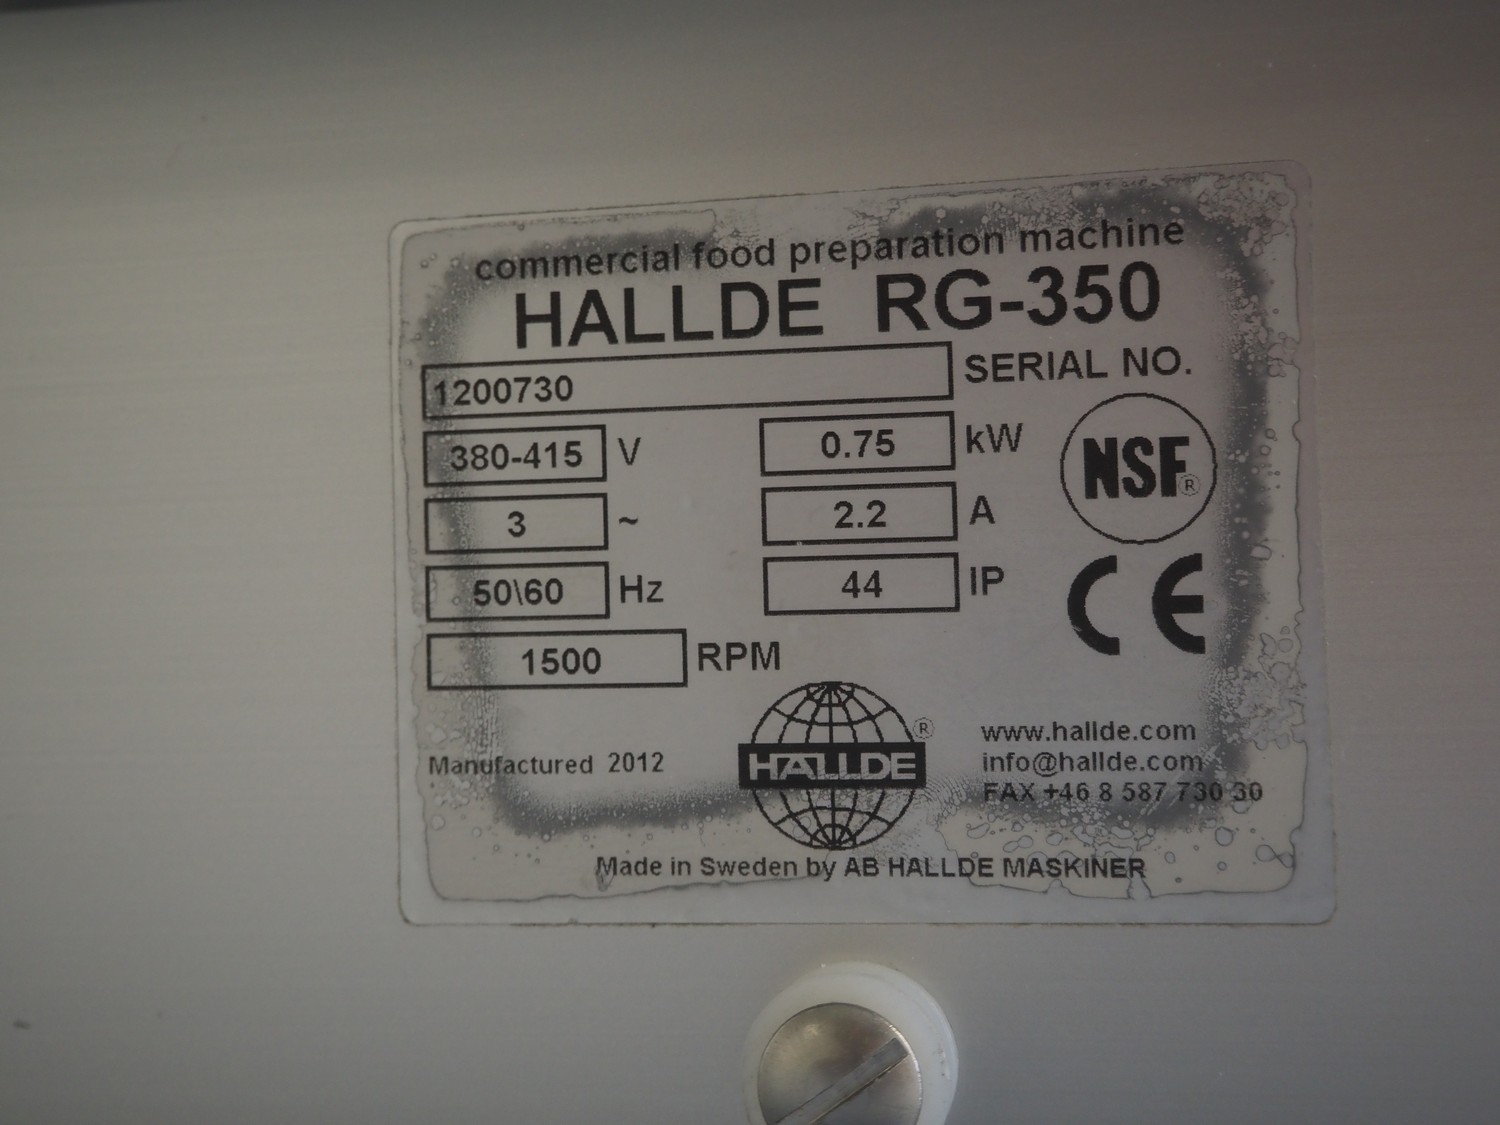 commercial food preparation machine
HALLDE RG-350
1200730 SERIAL NO.
380-415 V 0.75 kW
NSF®
3 ~ 2.2 A
50\60 Hz 44 IP
CE
1500 RPM
HALLDE®
Manufactured 2012
www.hallde.com
info@hallde.com
FAX +46 8 587 730 30
Made in Sweden by AB HALLDE MASKINER